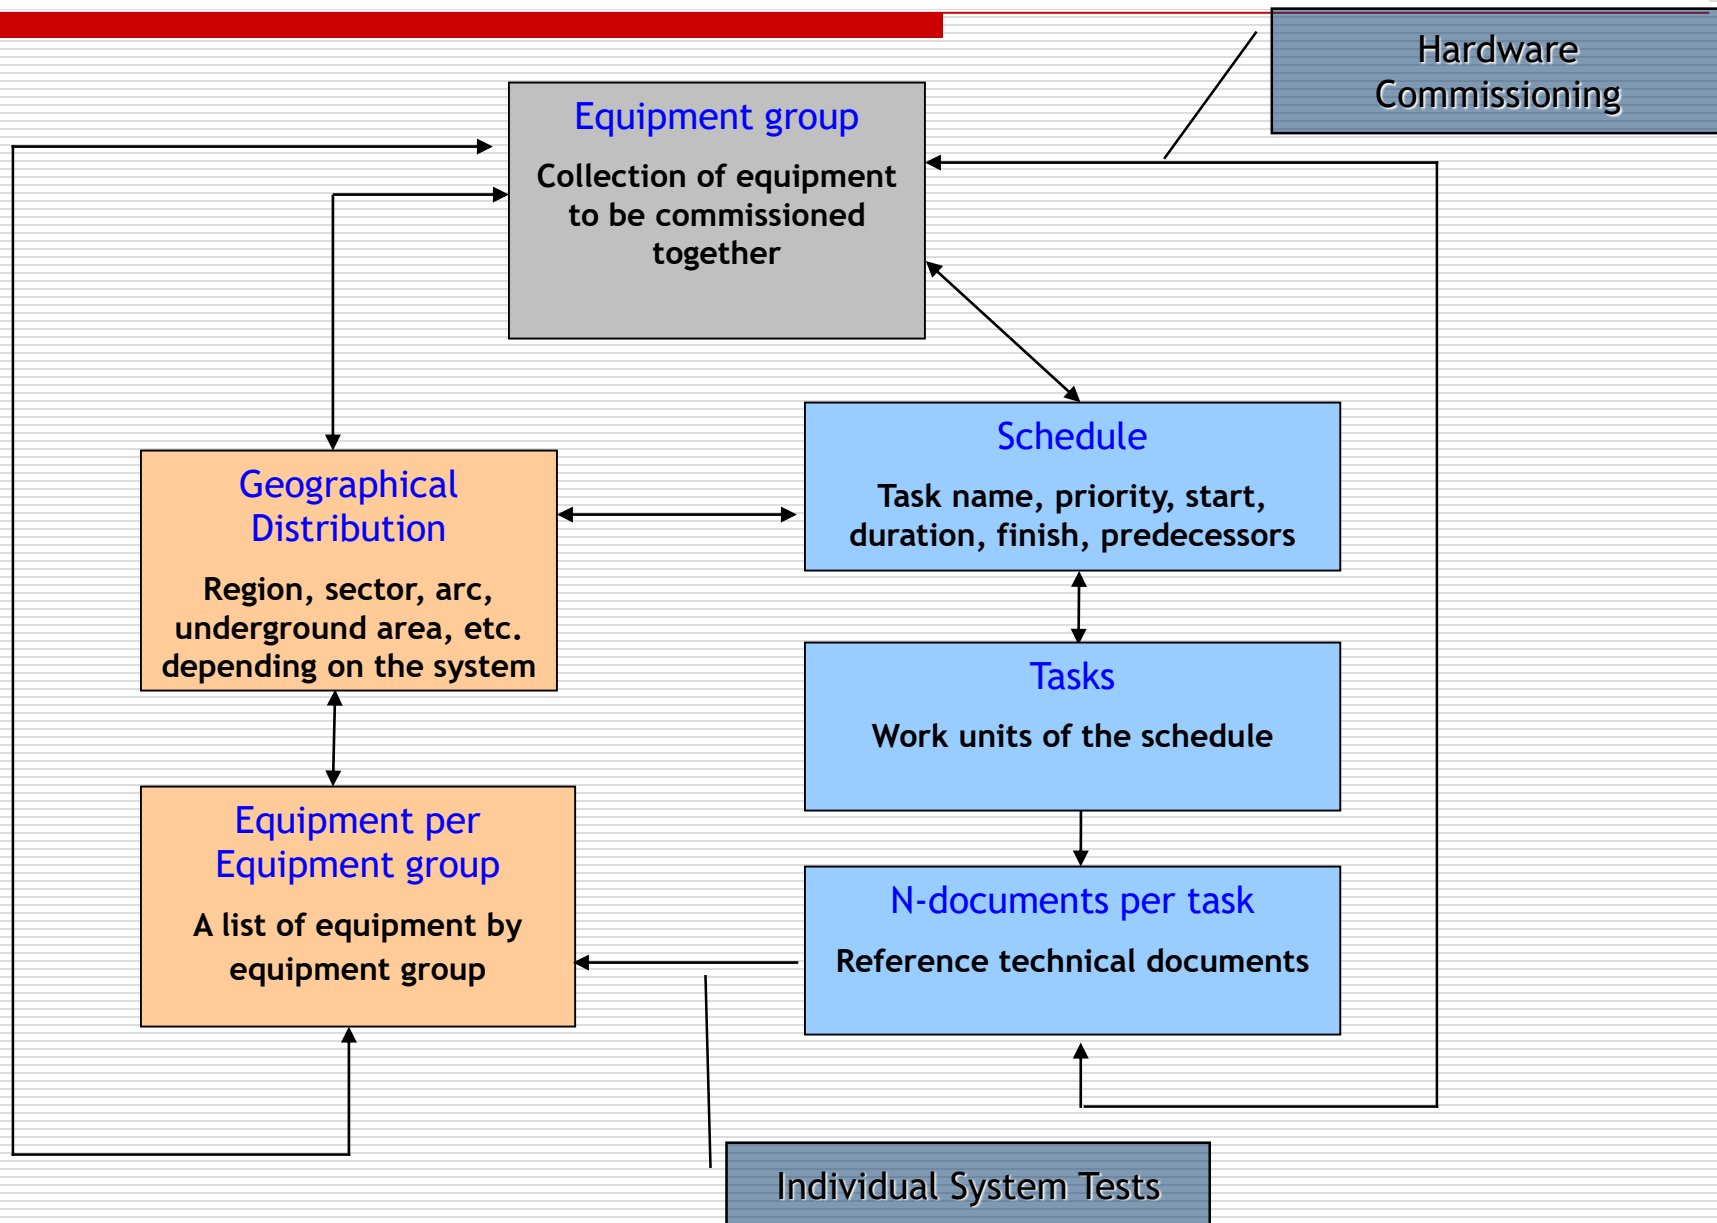 Hardware
Commissioning
Equipment group
Collection of equipment
to be commissioned
together
Schedule
Task name, priority, start,
duration, finish, predecessors
Geographical
Distribution
Region, sector, arc,
underground area, etc.
depending on the system
Tasks
Work units of the schedule
Equipment per
Equipment group
A list of equipment by
equipment group
N-documents per task
Reference technical documents
Individual System Tests